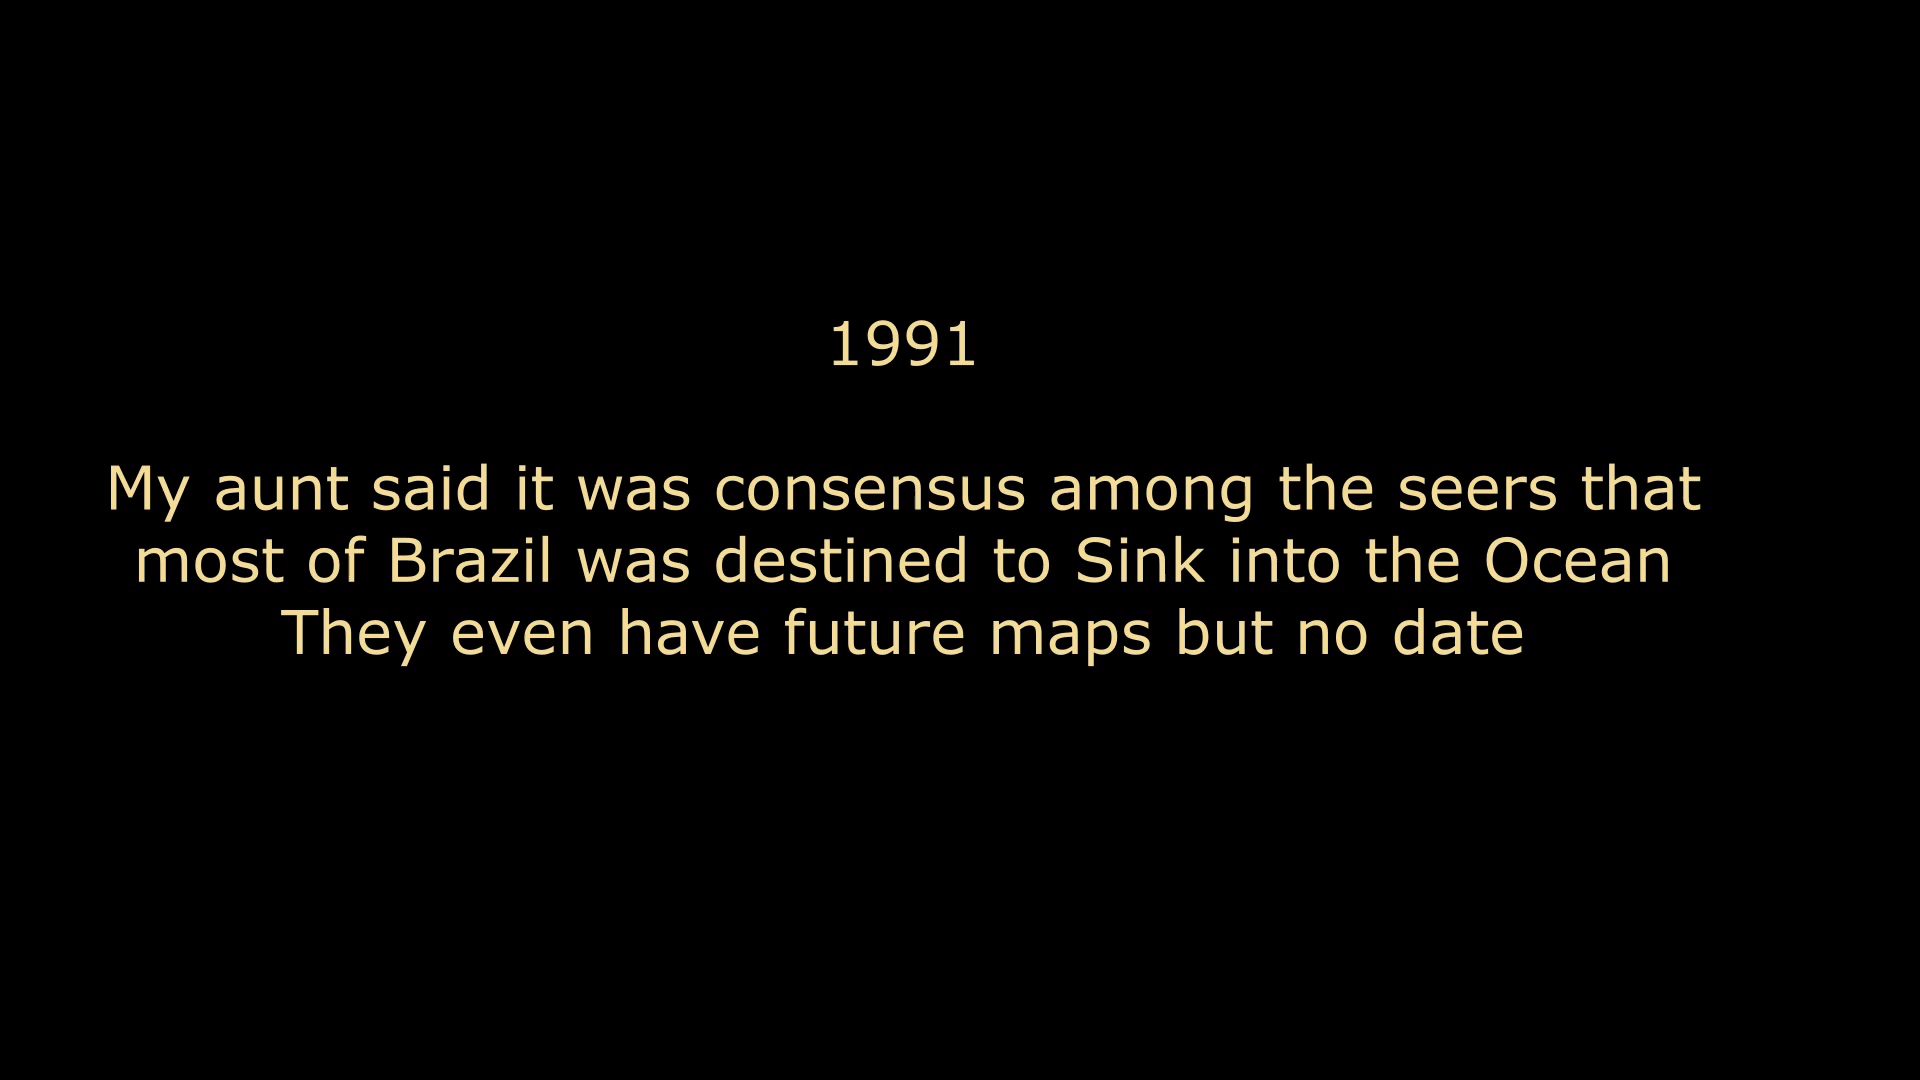 1991
My aunt said it was consensus among the seers that
most of Brazil was destined to Sink into the Ocean
They even have future maps but no date